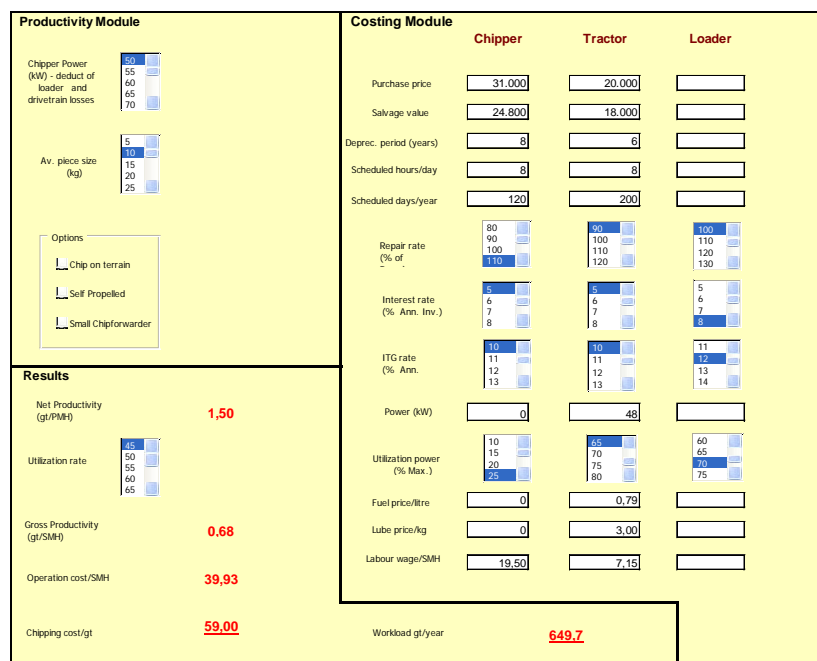 Productivity Module
Chipper Power
(kW) - deduct of
loader and
drivetrain losses
50
55
60
65
70
Av. piece size
(kg)
5
10
15
20
25
Options
Chip on terrain
Self Propelled
Small Chipforwarder
Results
Net Productivity
(gt/PMH)
1,50
Utilization rate
45
50
55
60
65
Gross Productivity
(gt/SMH)
0,68
Operation cost/SMH
39,93
Chipping cost/gt
59,00
Costing Module
Chipper Tractor Loader
Purchase price 31.000 20.000
Salvage value 24.800 18.000
Deprec. period (years) 8 6
Scheduled hours/day 8 8
Scheduled days/year 120 200
Repair rate
(% of
80 90 100
90 100 110
100 110 120
110 120 130
Interest rate
(% Ann. Inv.)
5 5 5
6 6 6
7 7 7
8 8 8
ITG rate
(% Ann.
10 10 11
11 11 12
12 12 13
13 13 14
Power (kW) 0 48
Utilization power
(% Max.)
10 65 60
15 70 65
20 75 70
25 80 75
Fuel price/litre 0 0,79
Lube price/kg 0 3,00
Labour wage/SMH 19,50 7,15
Workload gt/year 649,7